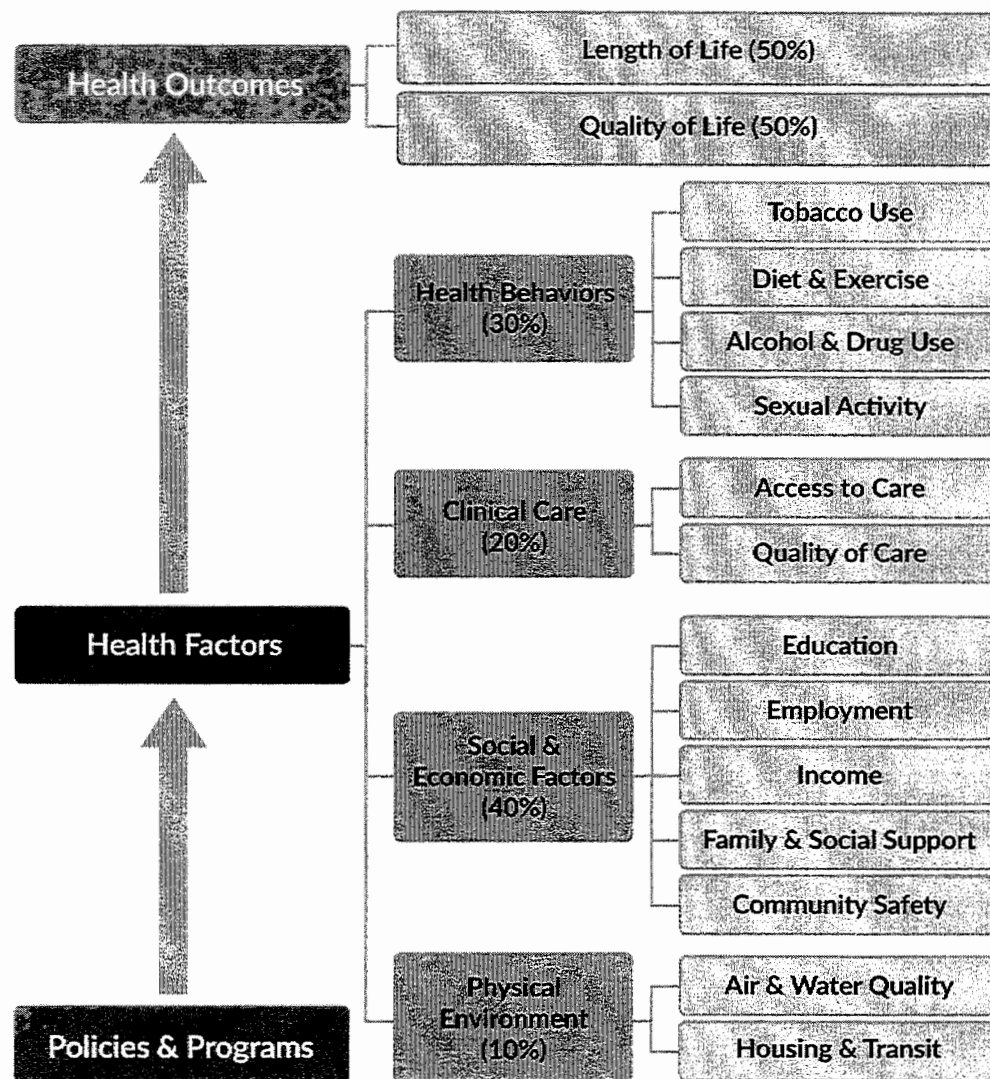 Health Outcomes
Length of Life (50%)
Quality of Life (50%)
Health Factors
Health Behaviors
(30%)
Tobacco Use
Diet & Exercise
Alcohol & Drug Use
Sexual Activity
Clinical Care
(20%)
Access to Care
Quality of Care
Social &
Economic Factors
(40%)
Education
Employment
Income
Family & Social Support
Community Safety
Physical
Environment
(10%)
Air & Water Quality
Housing & Transit
Policies & Programs